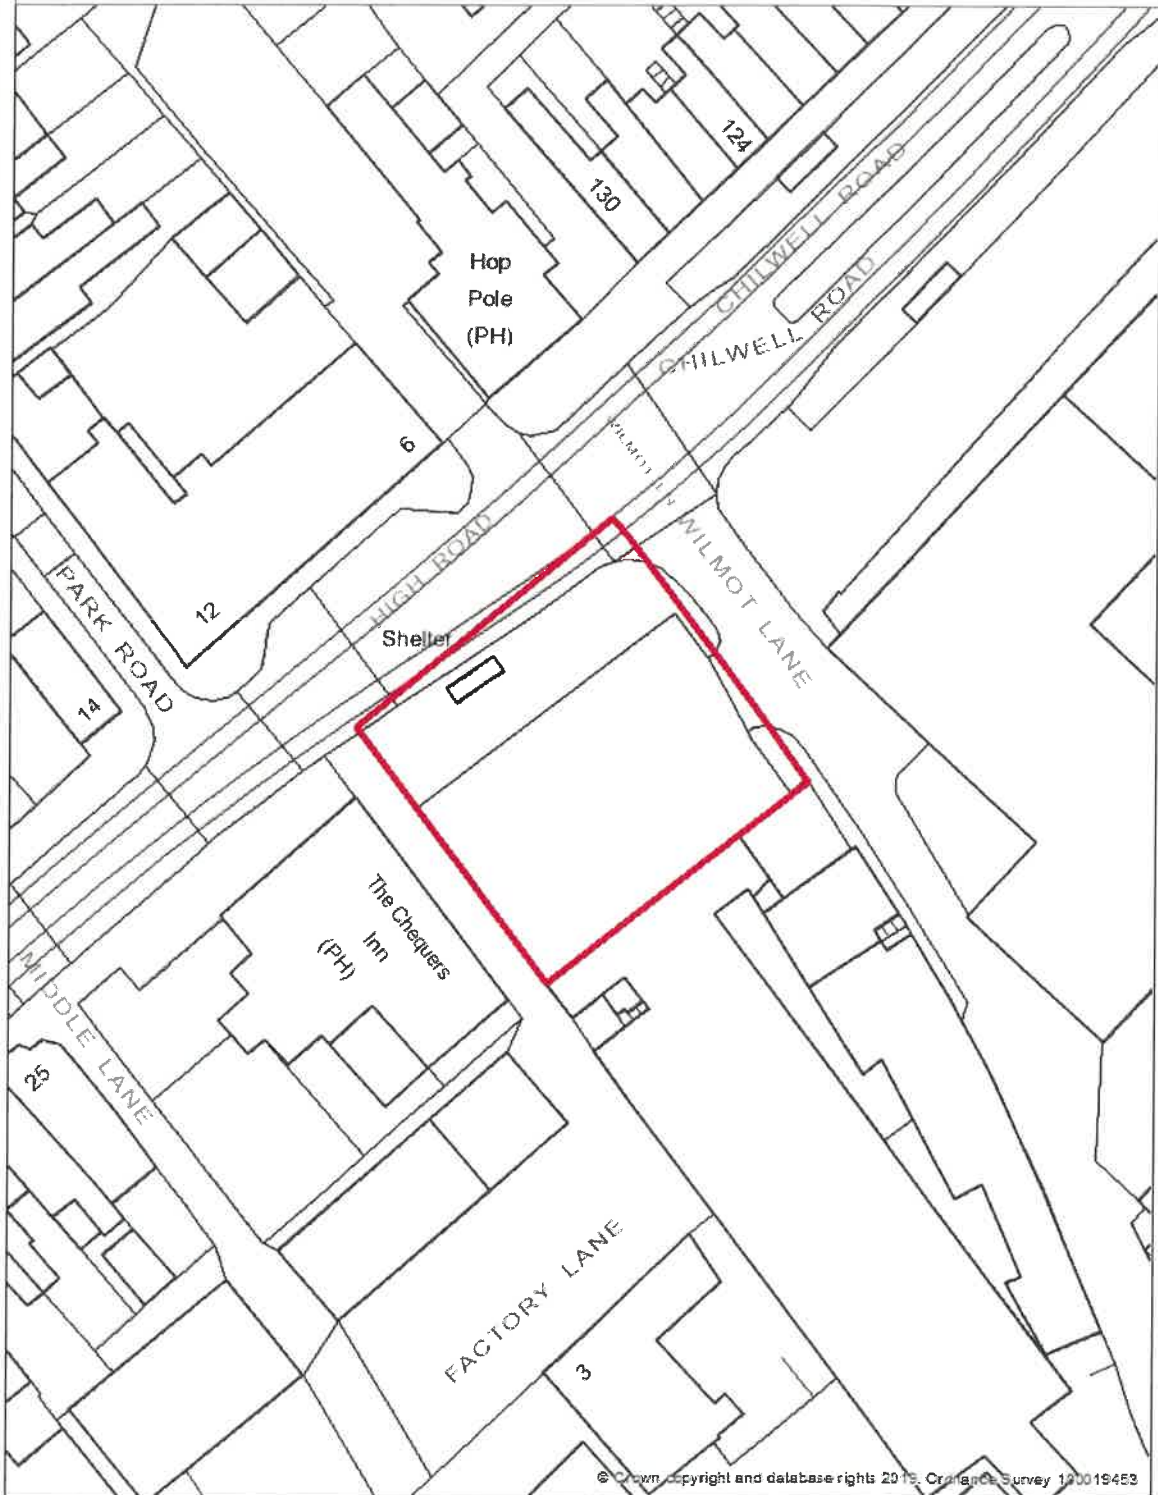 124
130
Hop
Pole
(PH)
CHILWELL ROAD
CHILWELL ROAD
6
WILMOT LANE
HIGH ROAD
12
Shelter
PARK ROAD
14
The Chequers
Inn
(PH)
MIDDLE LANE
25
FACTORY LANE
3
© Crown copyright and database rights 2019. Ordnance Survey